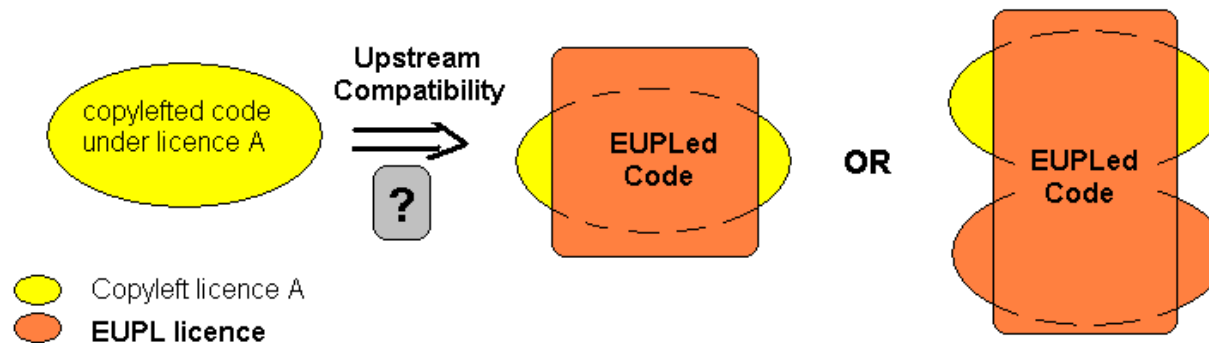 copylefted code
under licence A
Upstream
Compatibility
?
EUPLed
Code
OR
EUPLed
Code
Copyleft licence A
EUPL licence